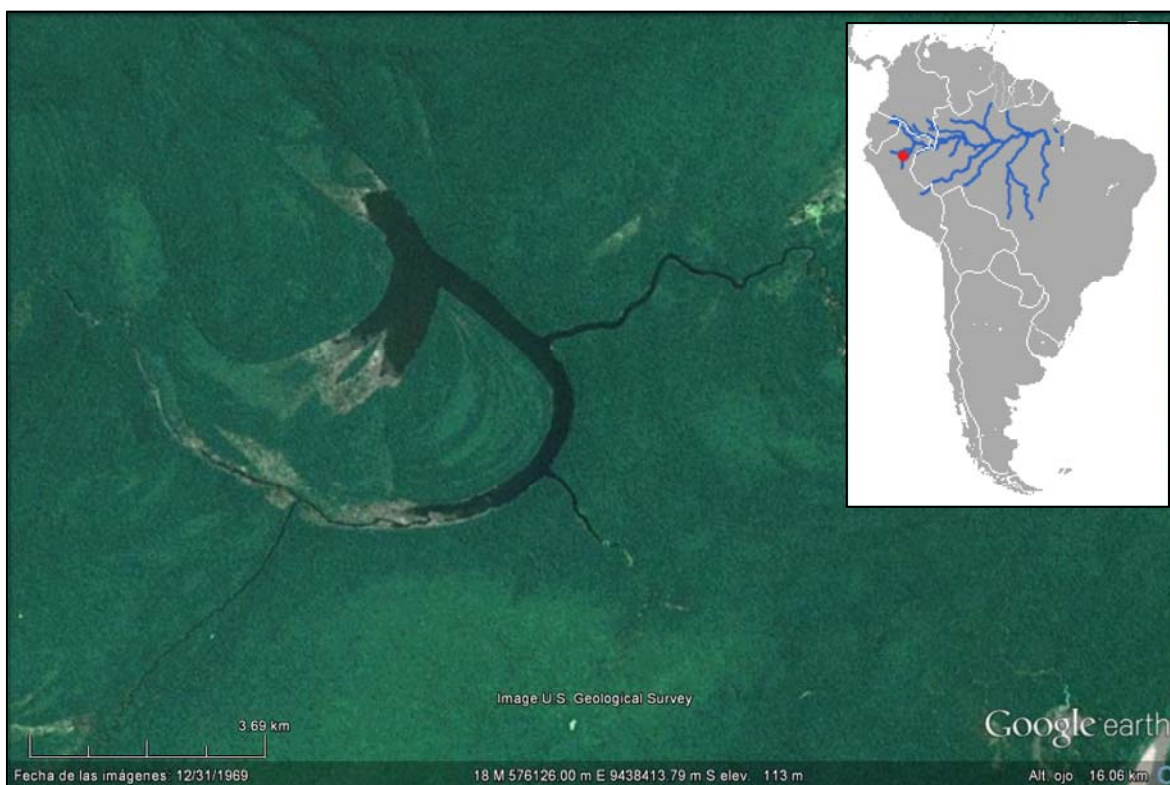 Image U.S. Geological Survey
3.69 km
Google earth
Fecha de las imágenes: 12/31/1969
18 M 576126.00 m E 9438413.79 m S elev. 113 m
Alt. ojo 16.06 km